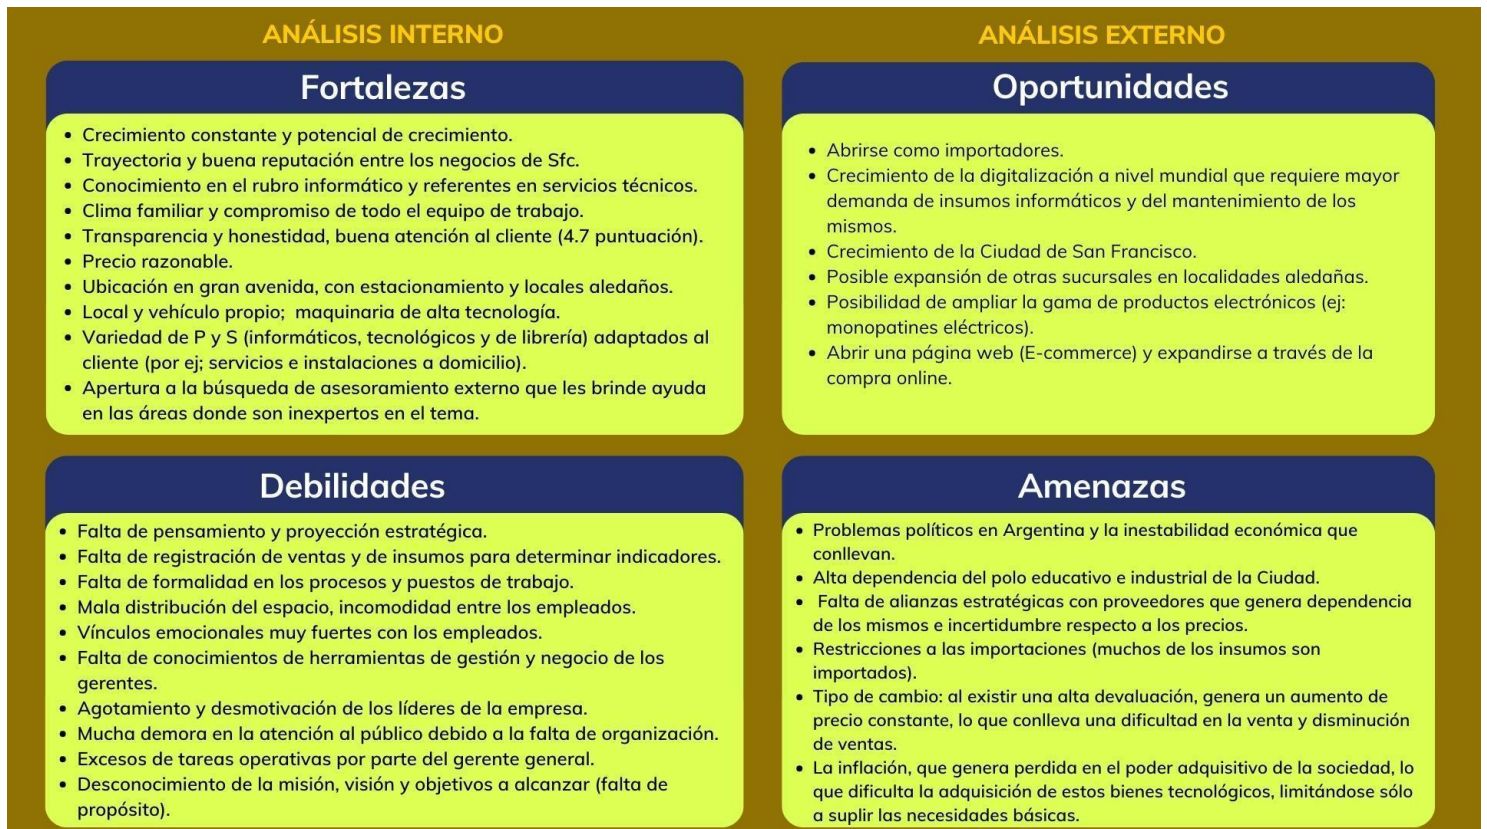 ANÁLISIS INTERNO
Fortalezas
• Crecimiento constante y potencial de crecimiento.
• Trayectoria y buena reputación entre los negocios de Sfc.
• Conocimiento en el rubro informático y referentes en servicios técnicos.
• Clima familiar y compromiso de todo el equipo de trabajo.
• Transparencia y honestidad, buena atención al cliente (4.7 puntuación).
• Precio razonable.
• Ubicación en gran avenida, con estacionamiento y locales aledaños.
• Local y vehículo propio; maquinaria de alta tecnología.
• Variedad de P y S (informáticos, tecnológicos y de librería) adaptados al
cliente (por ej; servicios e instalaciones a domicilio).
• Apertura a la búsqueda de asesoramiento externo que les brinde ayuda
en las áreas donde son inexpertos en el tema.
ANÁLISIS EXTERNO
Oportunidades
• Abrirse como importadores.
• Crecimiento de la digitalización a nivel mundial que requiere mayor
demanda de insumos informáticos y del mantenimiento de los
mismos.
• Crecimiento de la Ciudad de San Francisco.
• Posible expansión de otras sucursales en localidades aledañas.
• Posibilidad de ampliar la gama de productos electrónicos (ej:
monopatines eléctricos).
• Abrir una página web (E-commerce) y expandirse a través de la
compra online.
Debilidades
• Falta de pensamiento y proyección estratégica.
• Falta de registración de ventas y de insumos para determinar indicadores.
• Falta de formalidad en los procesos y puestos de trabajo.
• Mala distribución del espacio, incomodidad entre los empleados.
• Vínculos emocionales muy fuertes con los empleados.
• Falta de conocimientos de herramientas de gestión y negocio de los
gerentes.
• Agotamiento y desmotivación de los líderes de la empresa.
• Mucha demora en la atención al público debido a la falta de organización.
• Excesos de tareas operativas por parte del gerente general.
• Desconocimiento de la misión, visión y objetivos a alcanzar (falta de
propósito).
Amenazas
• Problemas políticos en Argentina y la inestabilidad económica que
conllevan.
• Alta dependencia del polo educativo e industrial de la Ciudad.
• Falta de alianzas estratégicas con proveedores que genera dependencia
de los mismos e incertidumbre respecto a los precios.
• Restricciones a las importaciones (muchos de los insumos son
importados).
• Tipo de cambio: al existir una alta devaluación, genera un aumento de
precio constante, lo que conlleva una dificultad en la venta y disminución
de ventas.
• La inflación, que genera perdida en el poder adquisitivo de la sociedad, lo
que dificulta la adquisición de estos bienes tecnológicos, limitándose sólo
a suplir las necesidades básicas.